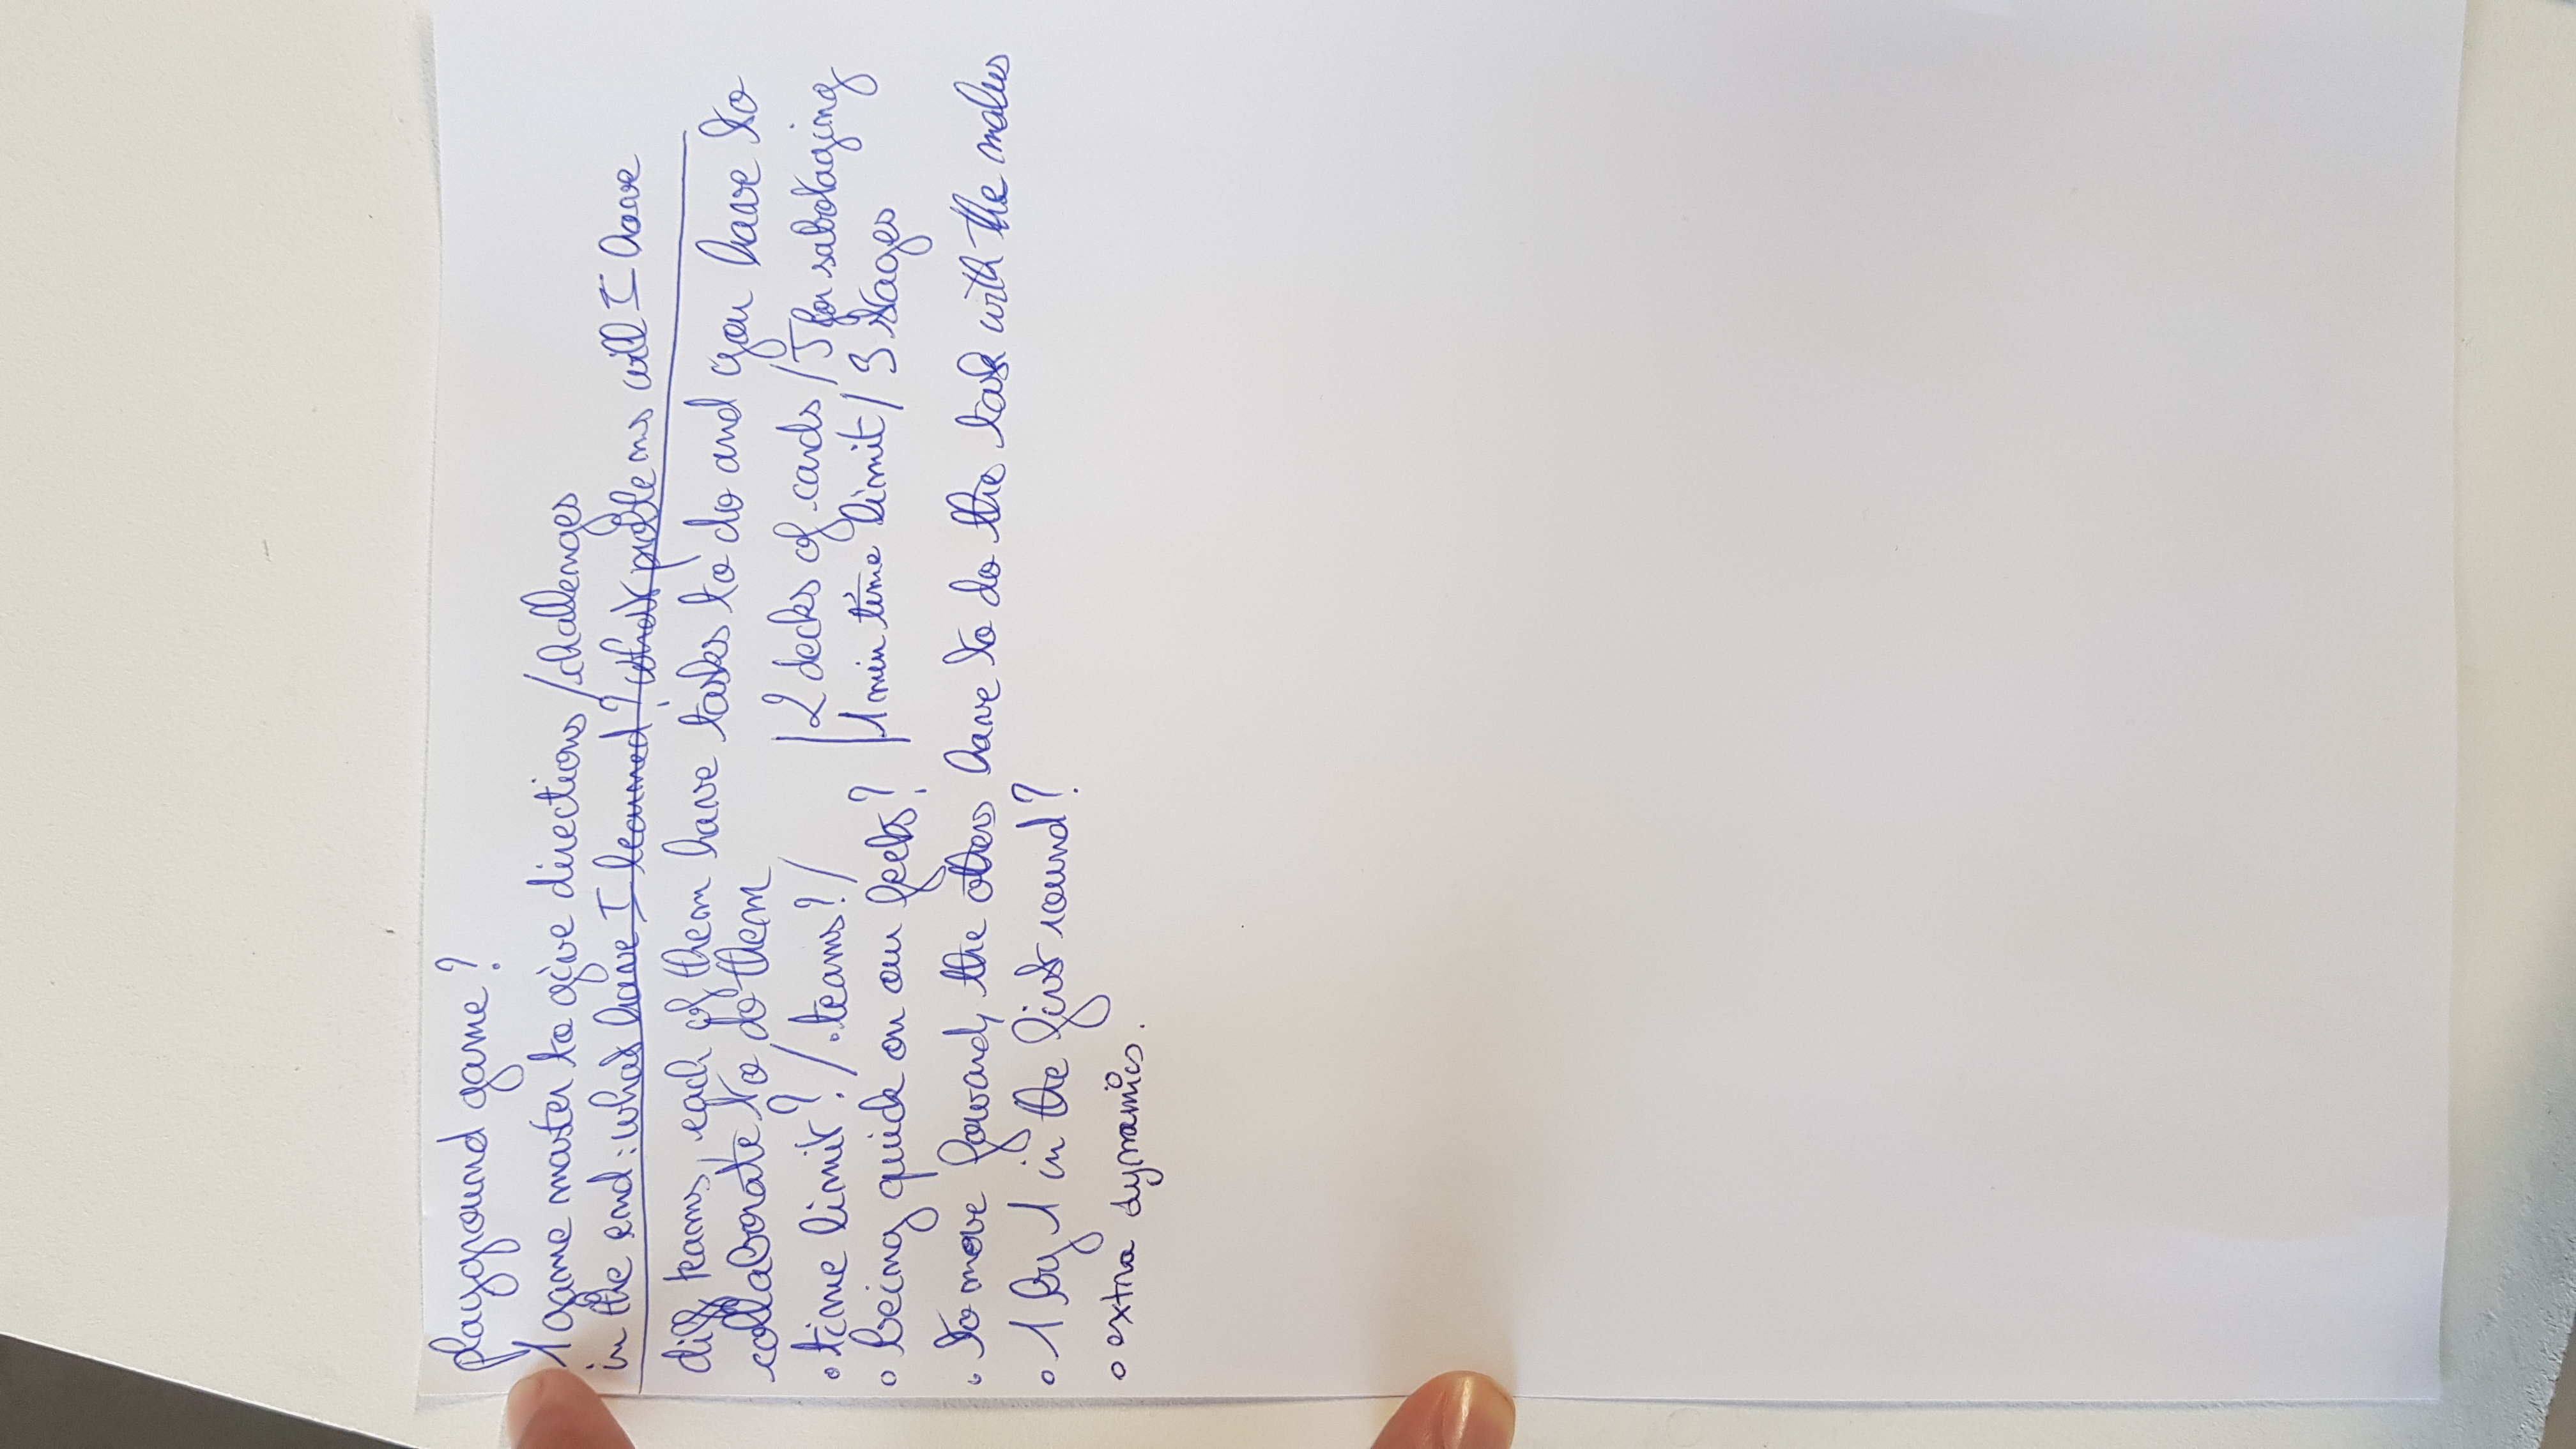 playground game?
1 game master to give directions / challenges
in the end: what have I learned? what problems will I have
diff teams, each of them have tasks to do and you have to
collaborate to do them
• time limit? / • teams? /
• being quick on our feets?
| 2 decks of cards / J for sabotaging
| 1 min time limit / 3 stages
• to move foward, the others have to do the task with the malus
• 1 by 1 in the first round?
• extra dynamics.